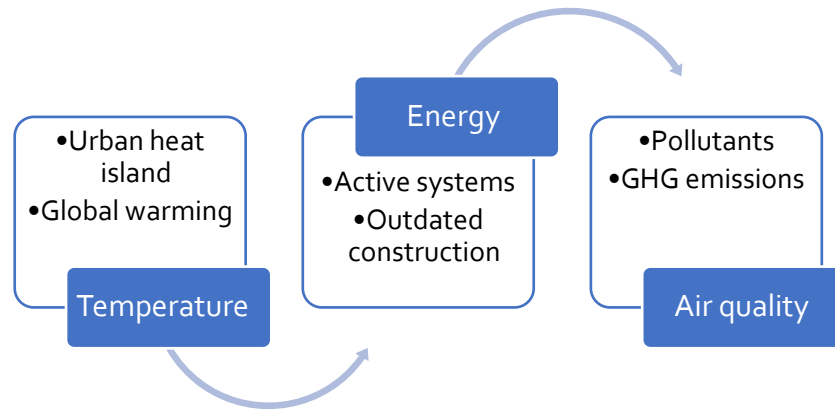 •Urban heat
island
•Global warming
Temperature
Energy
•Active systems
•Outdated
construction
•Pollutants
•GHG emissions
Air quality